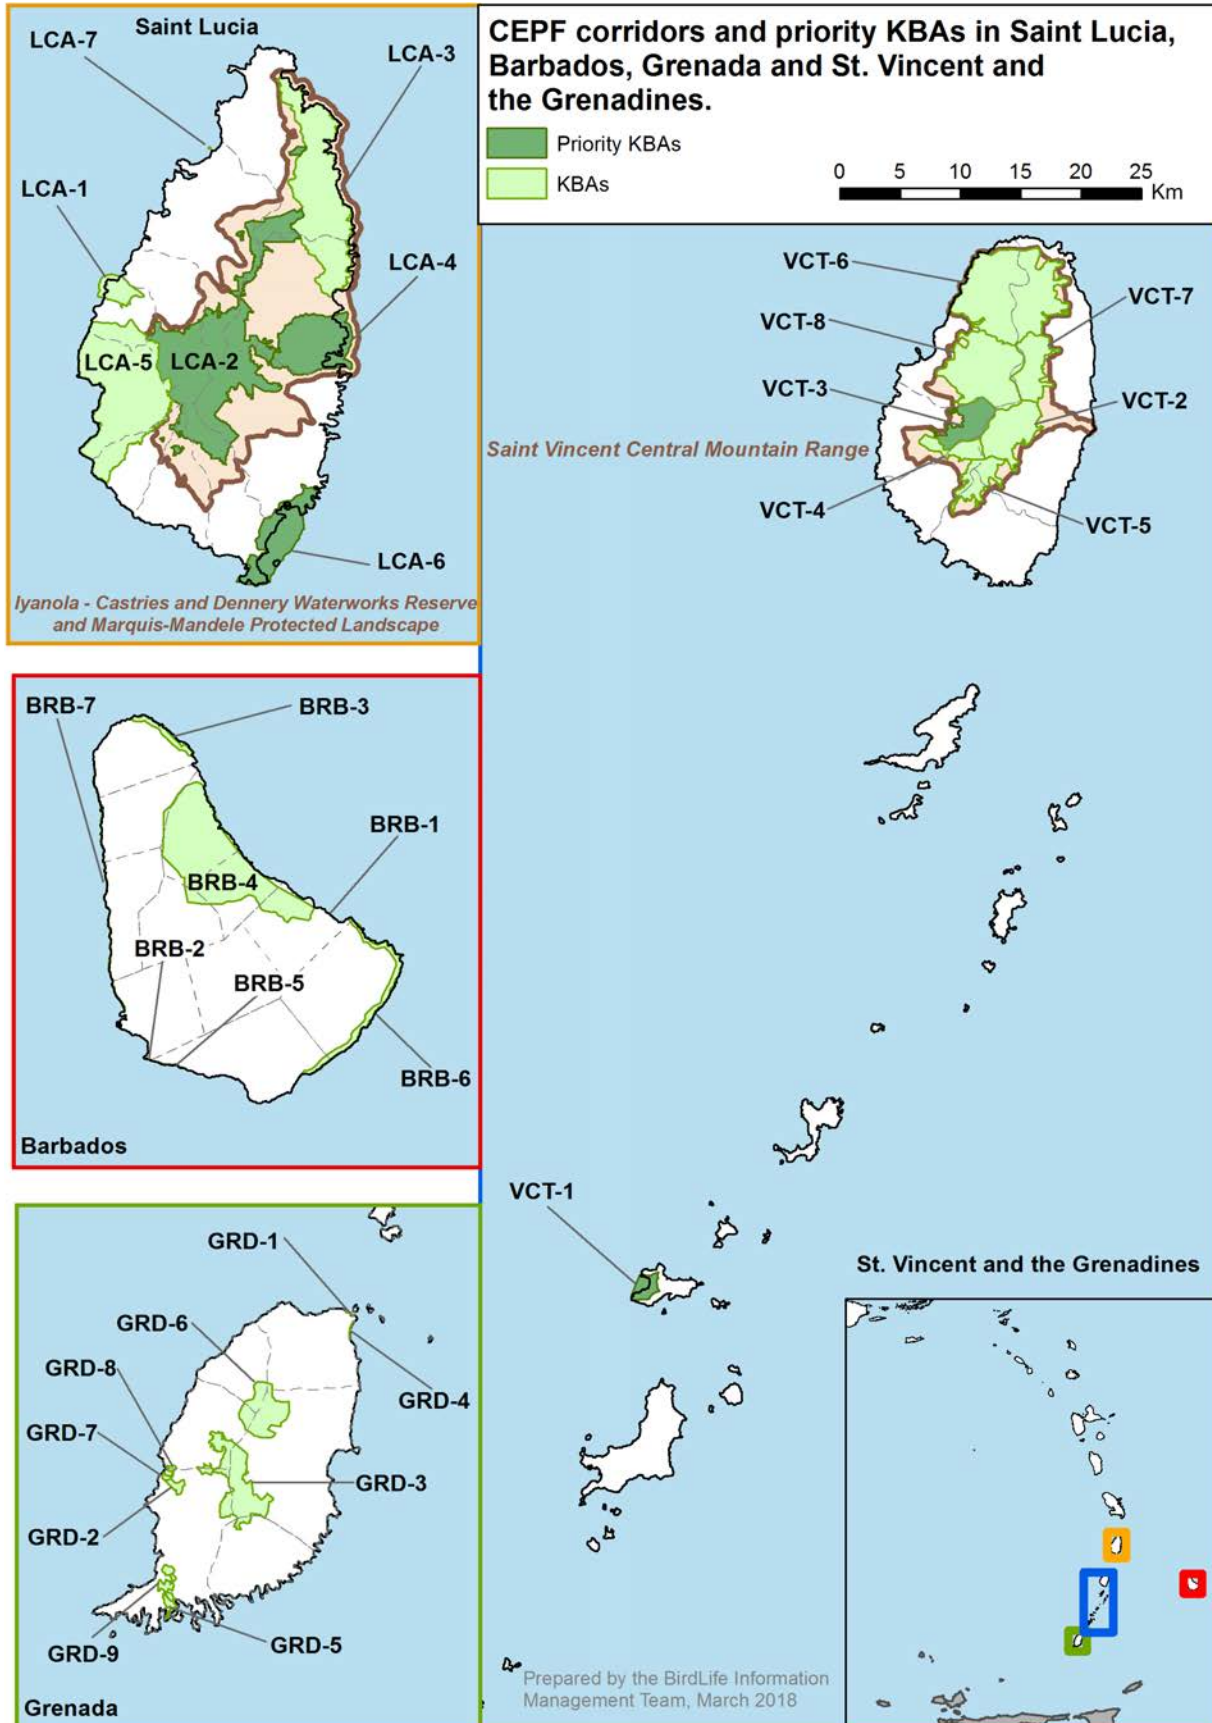 CEPF corridors and priority KBAs in Saint Lucia,
Barbados, Grenada and St. Vincent and
the Grenadines.
Priority KBAs
KBAs
0 5 10 15 20 25
Km
Saint Lucia
LCA-7
LCA-3
LCA-1
LCA-4
LCA-5
LCA-2
LCA-6
Iyanola - Castries and Dennery Waterworks Reserve
and Marquis-Mandele Protected Landscape
VCT-6
VCT-7
VCT-8
VCT-3
VCT-2
Saint Vincent Central Mountain Range
VCT-4
VCT-5
BRB-7
BRB-3
BRB-1
BRB-4
BRB-2
BRB-5
BRB-6
Barbados
VCT-1
St. Vincent and the Grenadines
GRD-1
GRD-6
GRD-8
GRD-4
GRD-7
GRD-3
GRD-2
GRD-5
GRD-9
Grenada
Prepared by the BirdLife Information
Management Team, March 2018